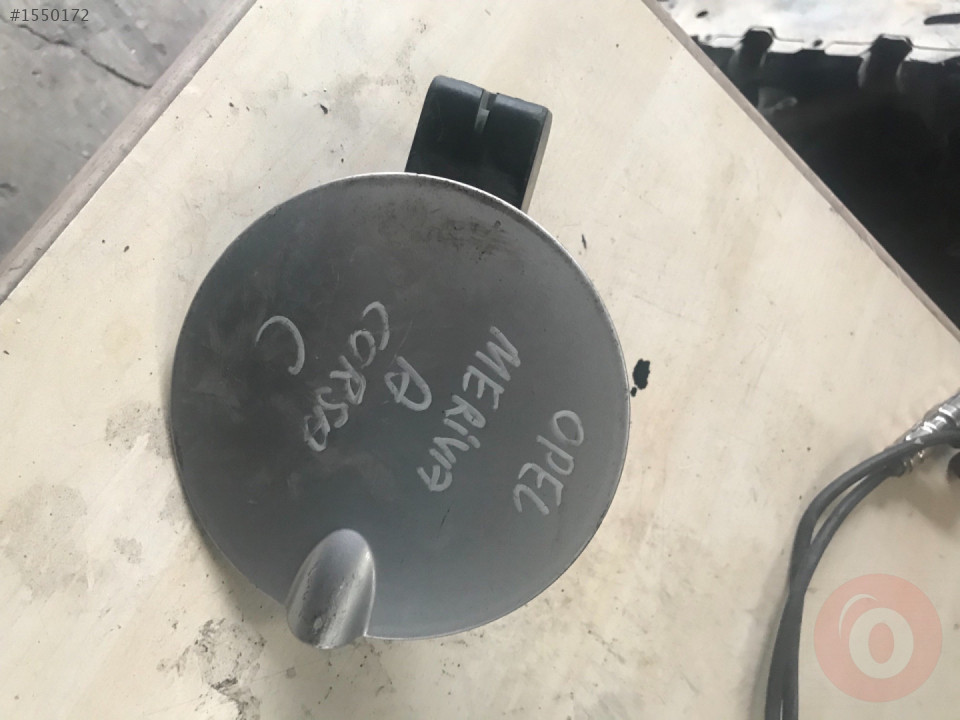 #1550172
OPEL
MERİVA
A
CORSA
C
O